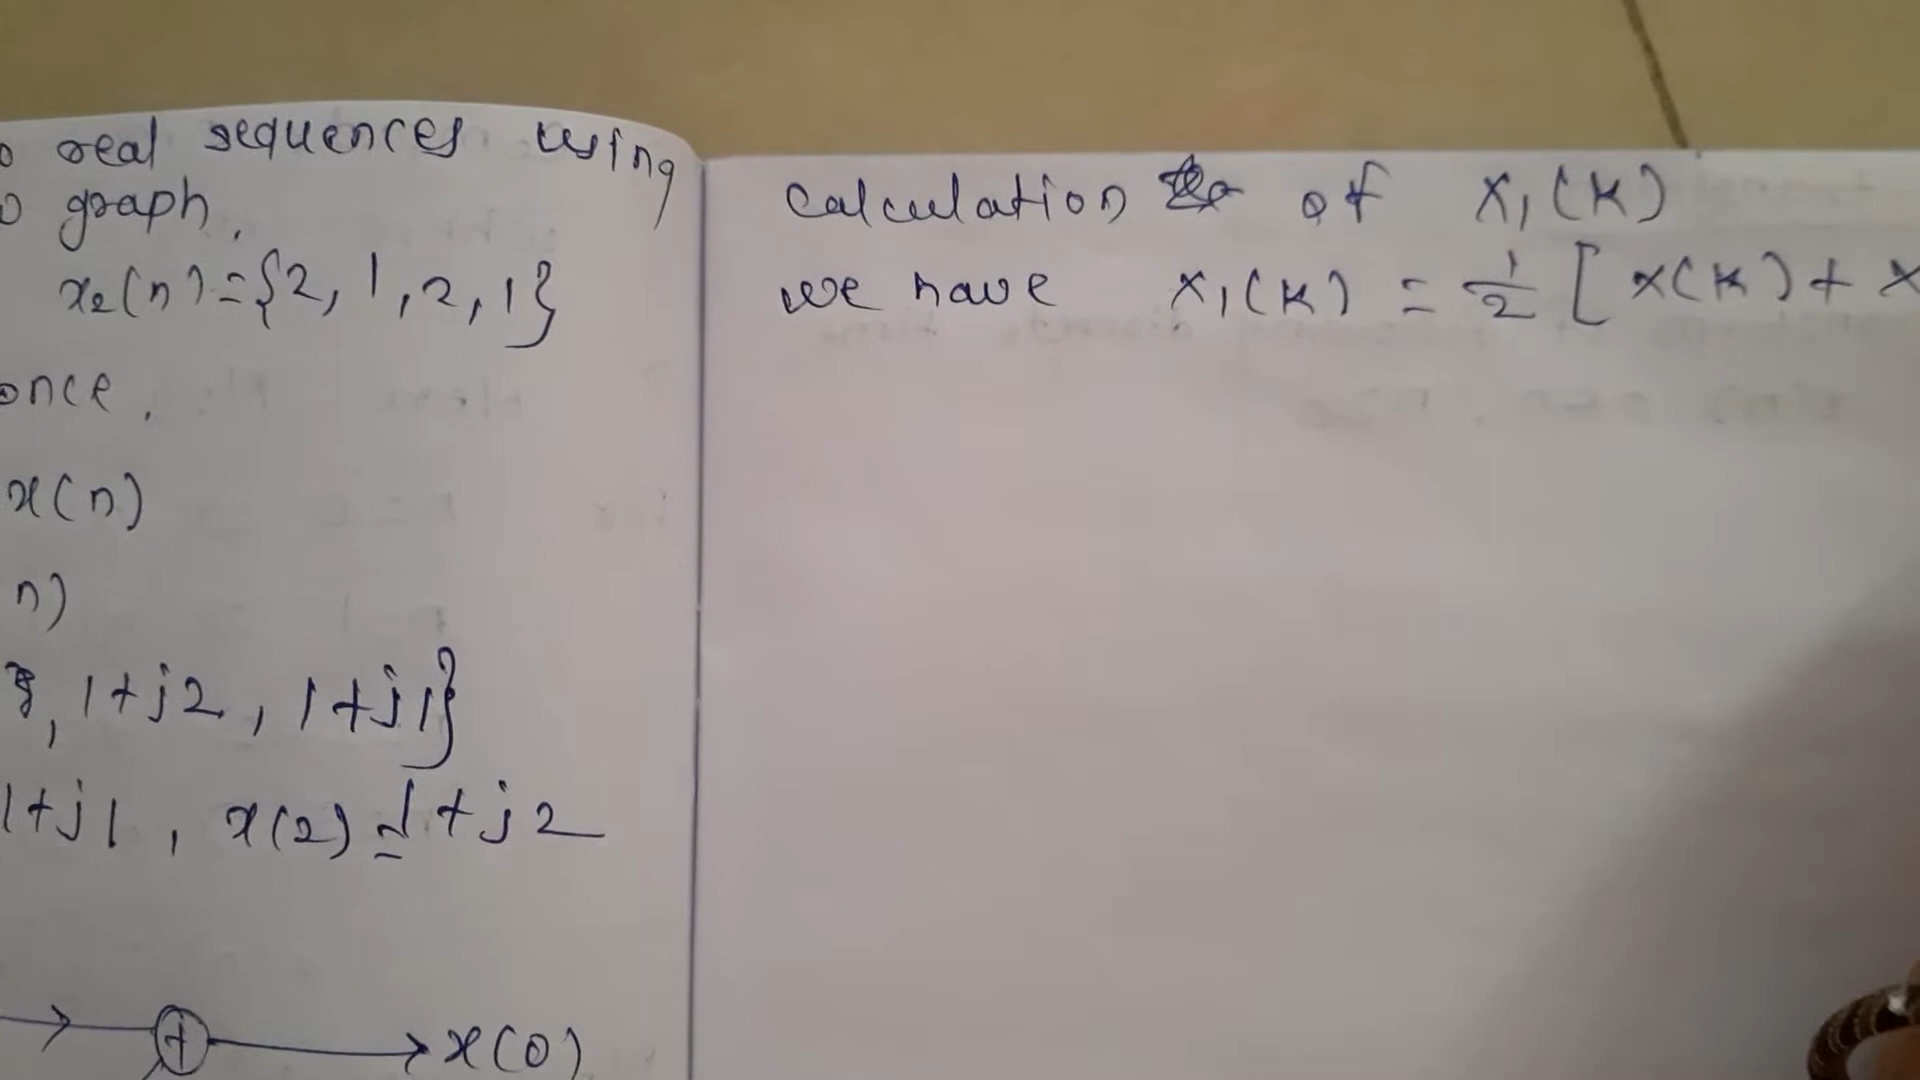 real sequences using
graph.
x2(n) = {2, 1, 2, 1}
once.
x(n)
n)
, 1+j2, 1+j1}
1+j1, x(2) = 1+j2
+ x(0)
Calculation of X1(K)
we have X1(K) = 1/2 [X(K) + X